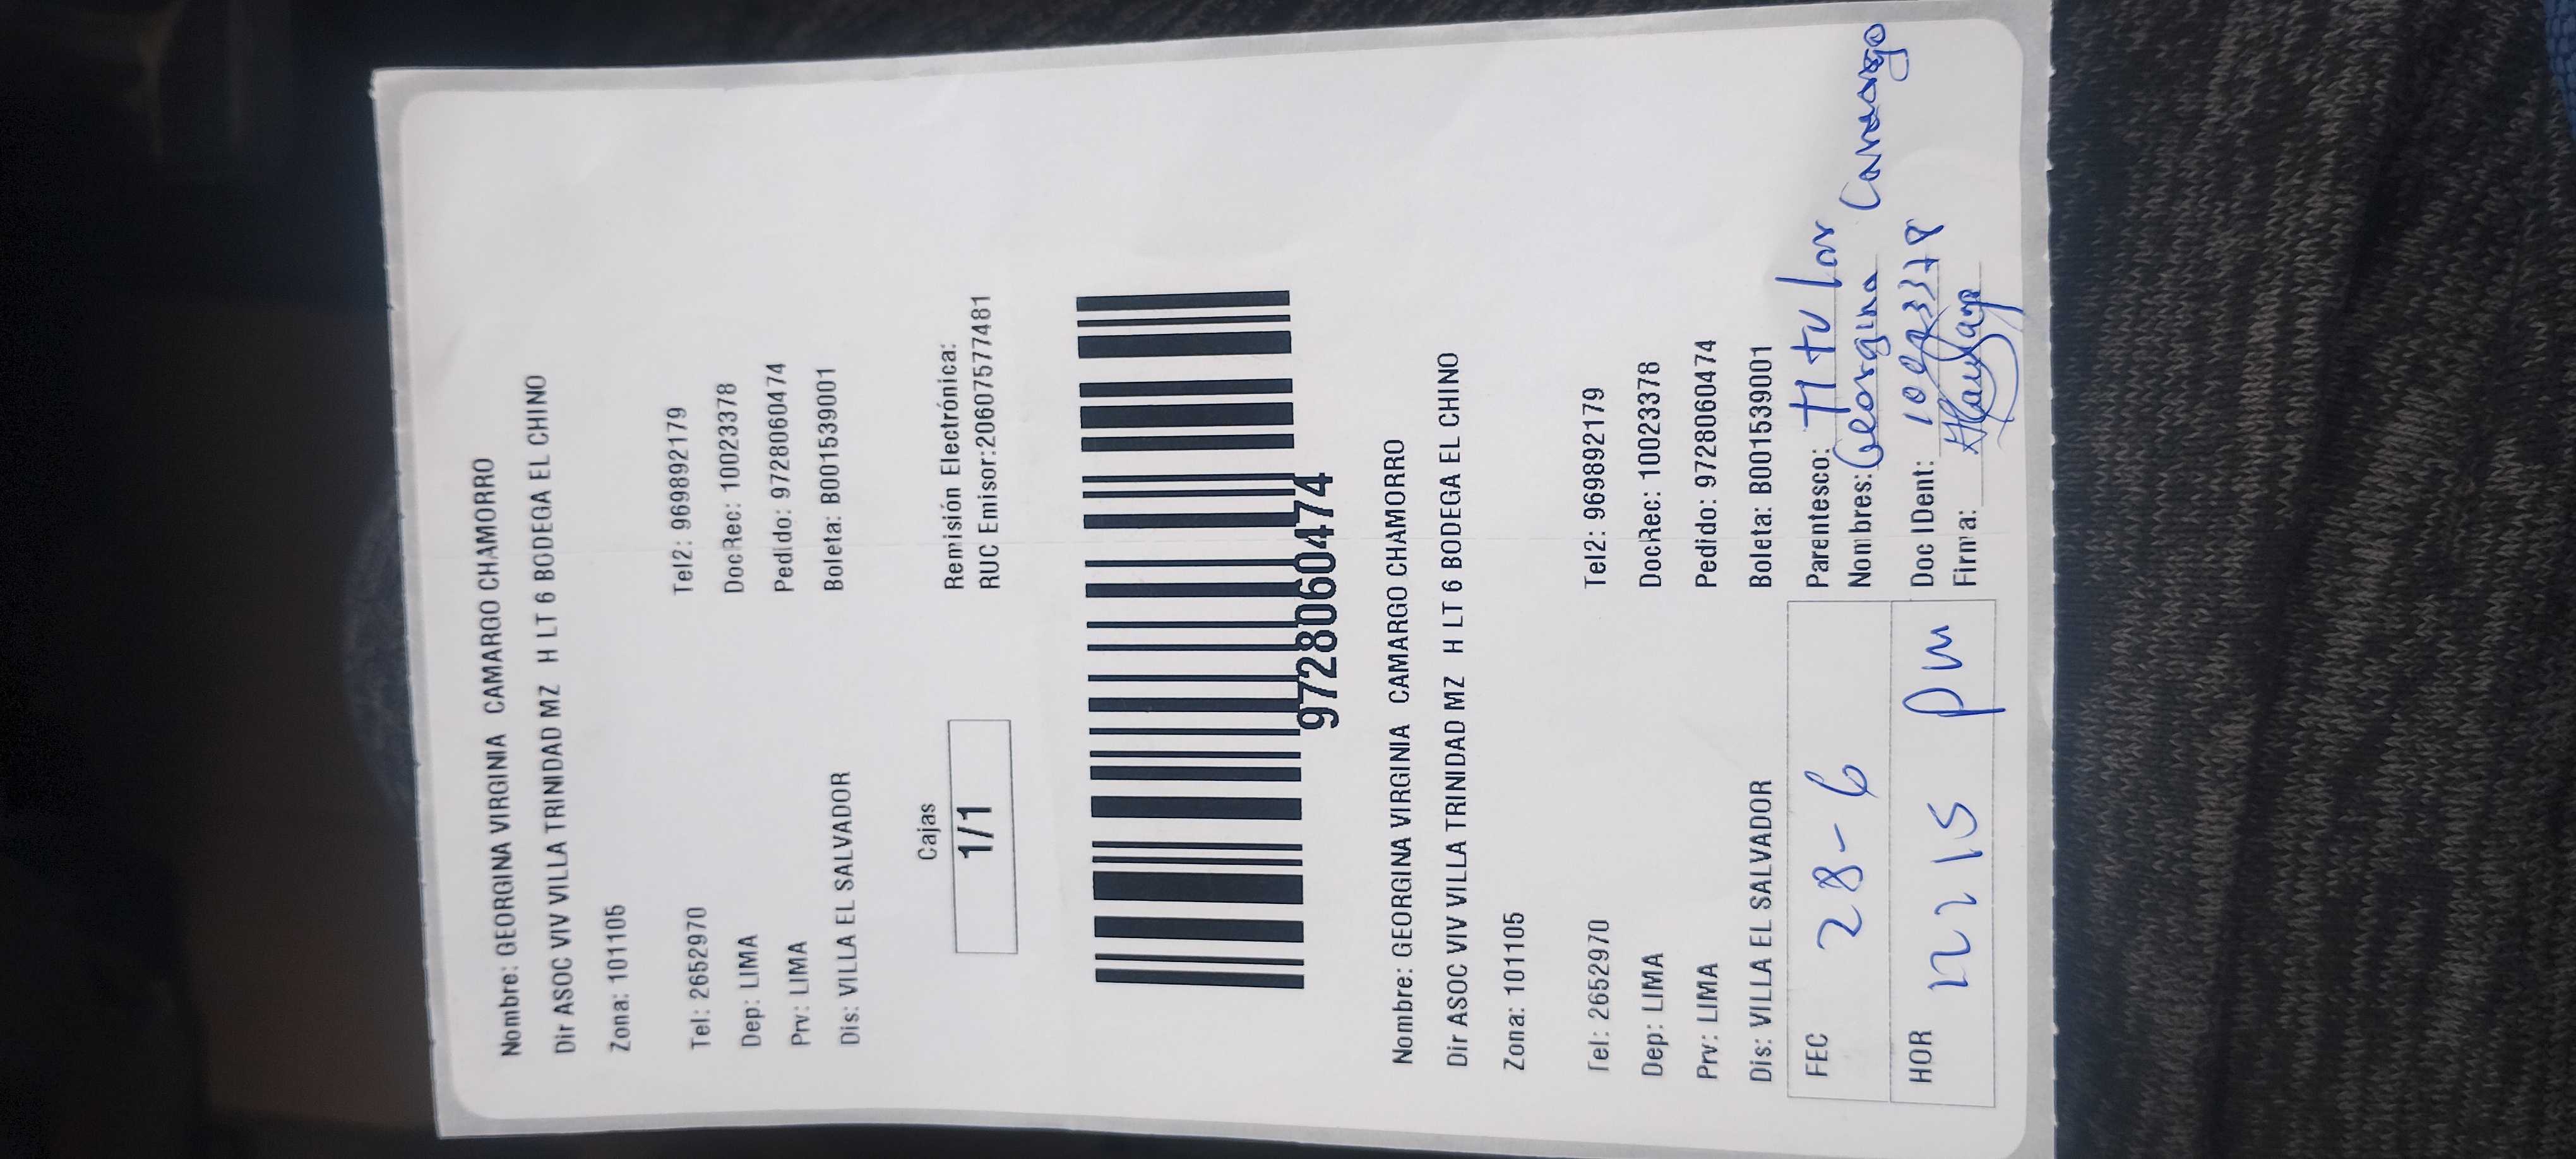 Nombre: GEORGINA VIRGINIA CAMARGO CHAMORRO
Dir ASOC VIV VILLA TRINIDAD MZ H LT 6 BODEGA EL CHINO
Zona: 101105
Tel: 2652970 Tel2: 969892179
Dep: LIMA DocRec: 10023378
Prv: LIMA Pedido: 9728060474
Dis: VILLA EL SALVADOR Boleta: B001539001
Cajas Remisión Electrónica:
1/1 RUC Emisor:20607577481
9728060474
Nombre: GEORGINA VIRGINIA CAMARGO CHAMORRO
Dir ASOC VIV VILLA TRINIDAD MZ H LT 6 BODEGA EL CHINO
Zona: 101105
Tel: 2652970 Tel2: 969892179
Dep: LIMA DocRec: 10023378
Prv: LIMA Pedido: 9728060474
Dis: VILLA EL SALVADOR Boleta: B001539001
FEC 28-6 Parentesco: titular
Nombres: Georgina Camargo
HOR pm Doc IDent:
Firma: